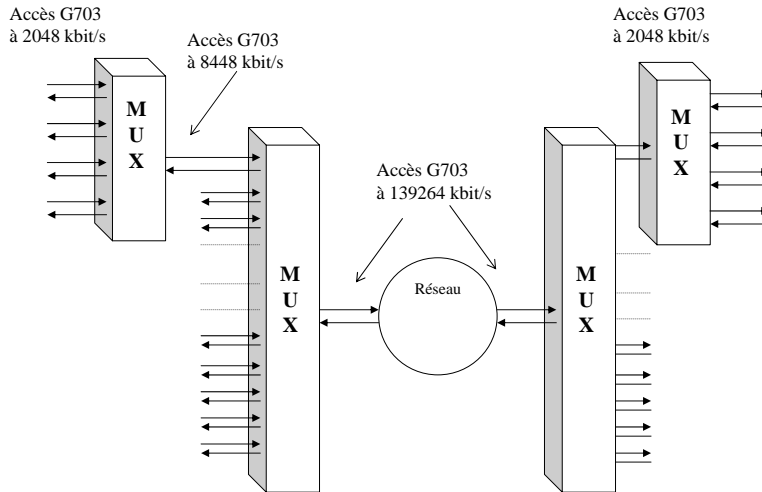 Accès G703
à 2048 kbit/s
Accès G703
à 8448 kbit/s
Accès G703
à 2048 kbit/s
M
U
X
M
U
X
Accès G703
à 139264 kbit/s
M
U
X
Réseau
M
U
X